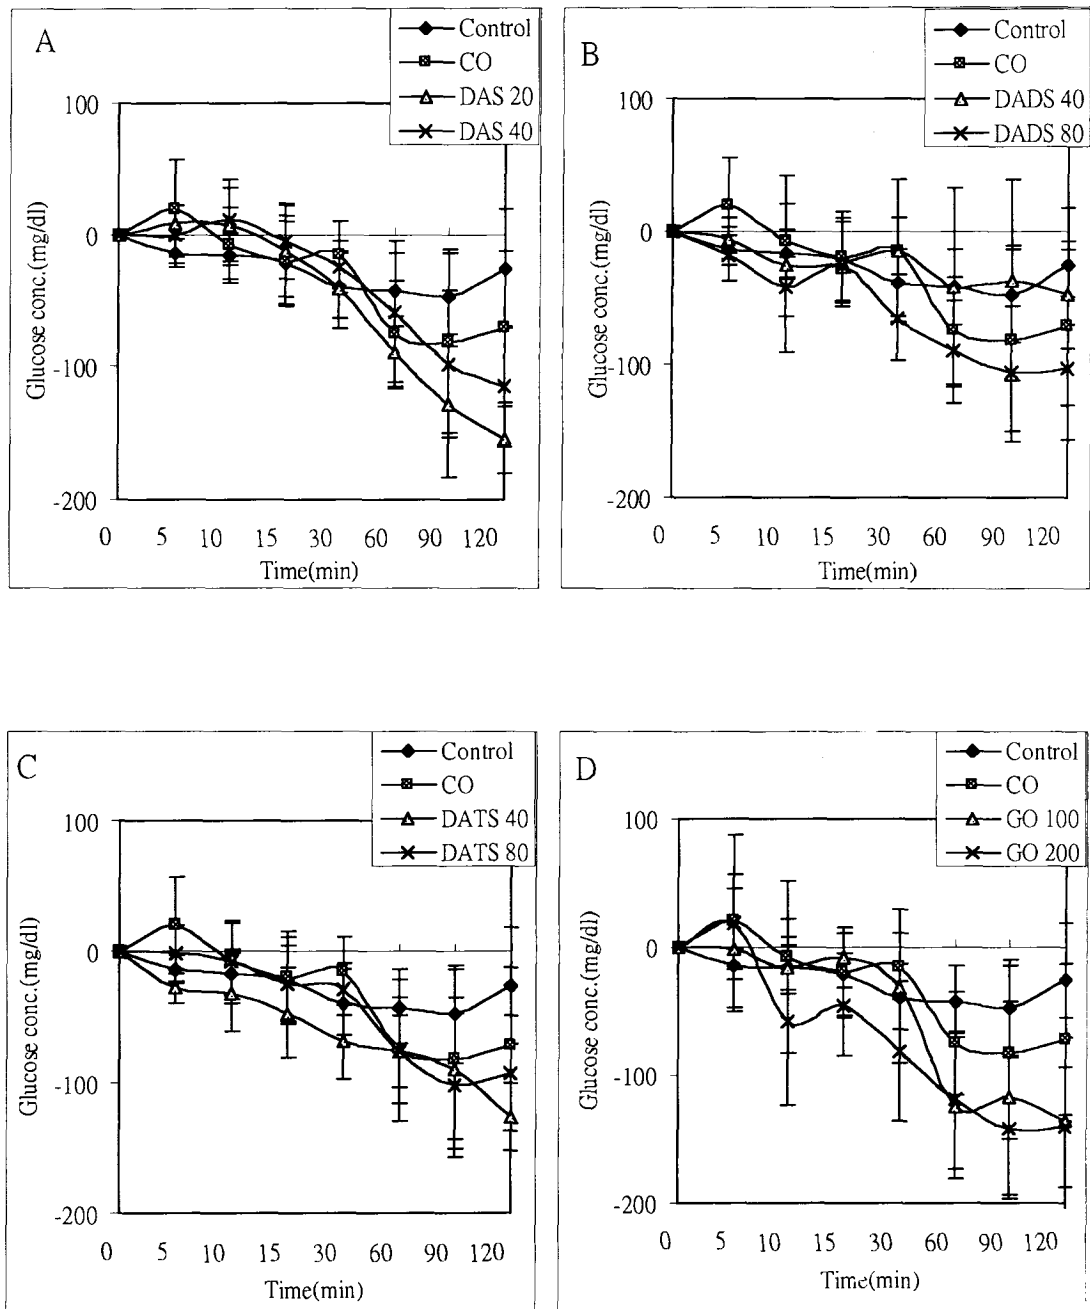 A
Control
CO
DAS 20
DAS 40
100
0
-100
-200
Glucose conc.(mg/dl)
0 5 10 15 30 60 90 120
Time(min)
B
Control
CO
DADS 40
DADS 80
100
0
-100
-200
Glucose conc.(mg/dl)
0 5 10 15 30 60 90 120
Time(min)
C
Control
CO
DATS 40
DATS 80
100
0
-100
-200
Glucose conc.(mg/dl)
0 5 10 15 30 60 90 120
Time(min)
D
Control
CO
GO 100
GO 200
100
0
-100
-200
Glucose conc.(mg/dl)
0 5 10 15 30 60 90 120
Time(min)